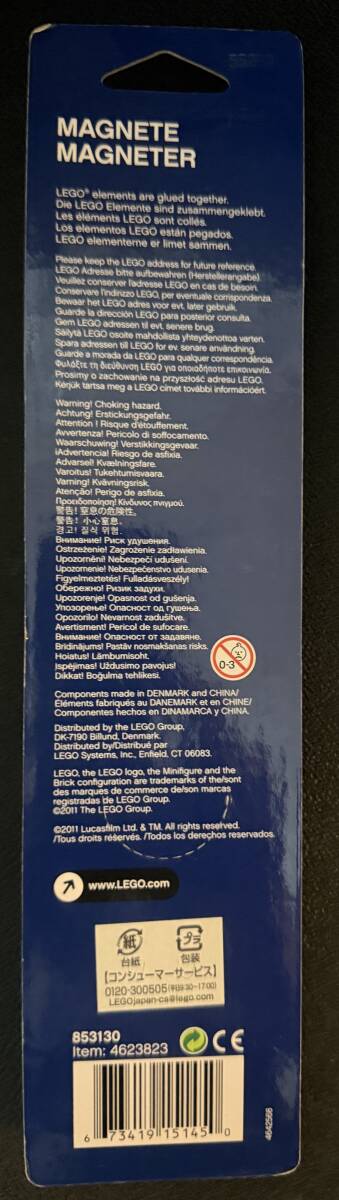 MAGNETE
MAGNETER
LEGO® elements are glued together.
Die LEGO Elemente sind zusammengeklebt.
Les éléments LEGO sont collés.
Los elementos LEGO están pegados.
LEGO elementerne er limet sammen.
Please keep the LEGO address for future reference.
LEGO Adresse bitte aufbewahren (Herstellerangabe).
Veuillez conserver l'adresse LEGO en cas de besoin.
Conservare l'indirizzo LEGO, per eventuale corrispondenza.
Bewaar het LEGO adres voor evt. later gebruik.
Guarde la dirección LEGO para posterior consulta.
Gem LEGO adressen til evt. senere brug.
Säilytä LEGO osoite mahdollista yhteydenottoa varten.
Spara adressen till LEGO för ev. senare användning.
Guarde a morada da LEGO para qualquer correspondência.
Φυλάξτε τη διεύθυνση LEGO για οποιαδήποτε επικοινωνία.
Prosimy o zachowanie na przyszłość adresu LEGO.
Kérjük tartsa meg a LEGO címet további információért.
Warning! Choking hazard.
Achtung! Erstickungsgefahr.
Attention ! Risque d'étouffement.
Avvertenza! Pericolo di soffocamento.
Waarschuwing! Verstikkingsgevaar.
¡Advertencia! Riesgo de asfixia.
Advarsel! Kvælningsfare.
Varoitus! Tukehtumisvaara.
Varning! Kvävningsrisk.
Atenção! Perigo de asfixia.
Προειδοποίηση! Κίνδυνος πνιγμού.
警告! 窒息の危険性。
警告! 小心窒息.
경고! 질식 위험.
Внимание! Риск удушения.
Ostrzeżenie! Zagrożenie zadławienia.
Upozornění! Nebezpečí udušení.
Upozornenie! Nebezpečenstvo udusenia.
Figyelmeztetés! Fulladásveszély!
Обережно! Ризик задухи.
Upozorenje! Opasnost od gušenja.
Упозорење! Опасност од гушења.
Opozorilo! Nevarnost zadušitve.
Avertisment! Pericol de sufocare.
Внимание! Опасност от задавяне.
Brīdinājums! Pastāv nosmakšanas risks.
Hoiatus! Lämbumisoht.
Įspėjimas! Uždusimo pavojus!
Dikkat! Boğulma tehlikesi.
0-3
Components made in DENMARK and CHINA/
Eléments fabriqués au DANEMARK et en CHINE/
Componentes hechos en DINAMARCA y CHINA.
Distributed by the LEGO Group,
DK-7190 Billund, Denmark.
Distributed by/Distribué par
LEGO Systems, Inc., Enfield, CT 06083.
LEGO, the LEGO logo, the Minifigure and the
Brick configuration are trademarks of the/sont
des marques de commerce de/son marcas
registradas de LEGO Group.
©2011 The LEGO Group.
©2011 Lucasfilm Ltd. & TM. All rights reserved.
/Tous droits réservés. /Todos los derechos reservados.
www.LEGO.com
紙 プラ
台紙 包装
【コンシューマーサービス】
0120-300505(平日9:30-17:00)
LEGOjapan-ca@lego.com
853130
Item: 4623823
CE
6 73419 15145 0
4642566